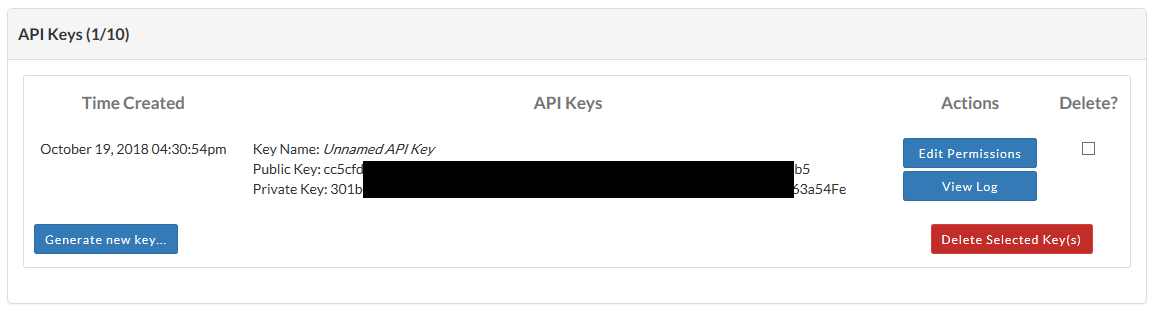 API Keys (1/10)
Time Created API Keys Actions Delete?
October 19, 2018 04:30:54pm
Key Name: Unnamed API Key
Public Key: cc5cfd b5
Private Key: 301b 63a54Fe
Edit Permissions
View Log
Generate new key...
Delete Selected Key(s)